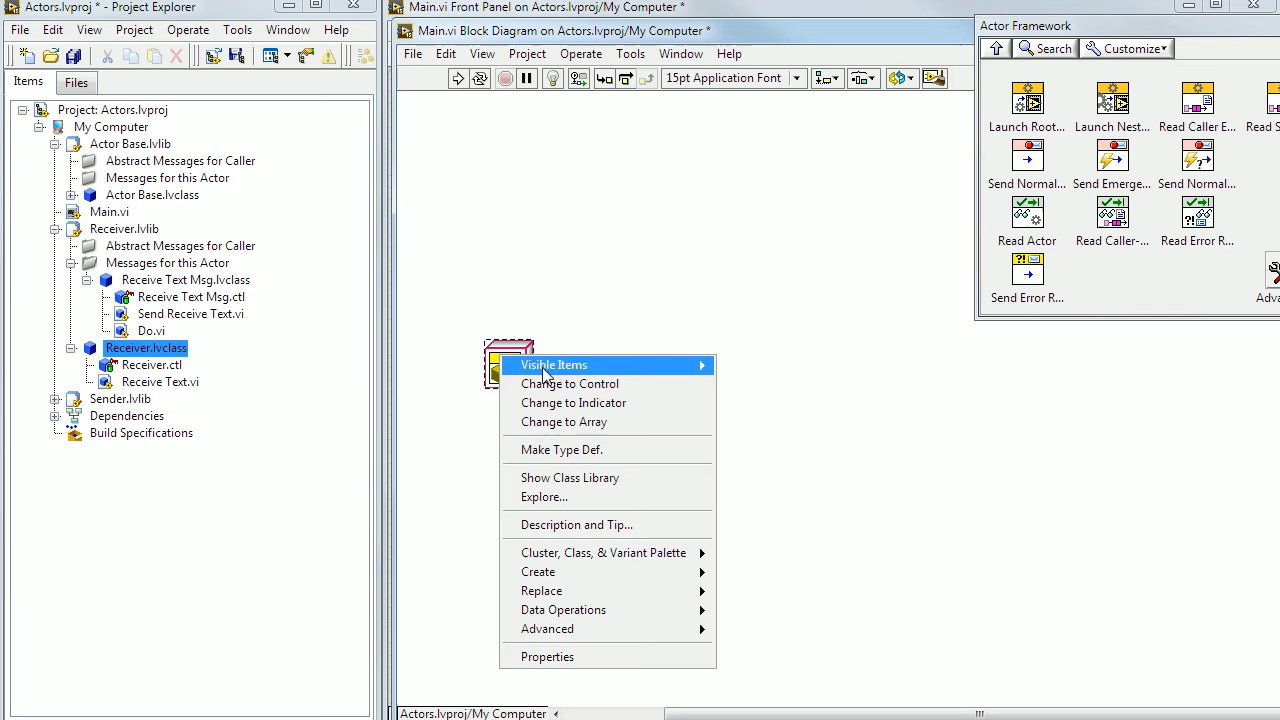 Actors.lvproj * - Project Explorer
File Edit View Project Operate Tools Window Help
Items Files
Project: Actors.lvproj
My Computer
Actor Base.lvlib
Abstract Messages for Caller
Messages for this Actor
Actor Base.lvclass
Main.vi
Receiver.lvlib
Abstract Messages for Caller
Messages for this Actor
Receive Text Msg.lvclass
Receive Text Msg.ctl
Send Receive Text.vi
Do.vi
Receiver.lvclass
Receiver.ctl
Receive Text.vi
Sender.lvlib
Dependencies
Build Specifications
Main.vi Front Panel on Actors.lvproj/My Computer *
Main.vi Block Diagram on Actors.lvproj/My Computer *
File Edit View Project Operate Tools Window Help
15pt Application Font
Visible Items
Change to Control
Change to Indicator
Change to Array
Make Type Def.
Show Class Library
Explore...
Description and Tip...
Cluster, Class, & Variant Palette
Create
Replace
Data Operations
Advanced
Properties
Actors.lvproj/My Computer
Actor Framework
Search Customize
Launch Root... Launch Nest... Read Caller E... Read S
Send Normal... Send Emerge... Send Normal...
Read Actor Read Caller-... Read Error R...
Send Error R... Adva